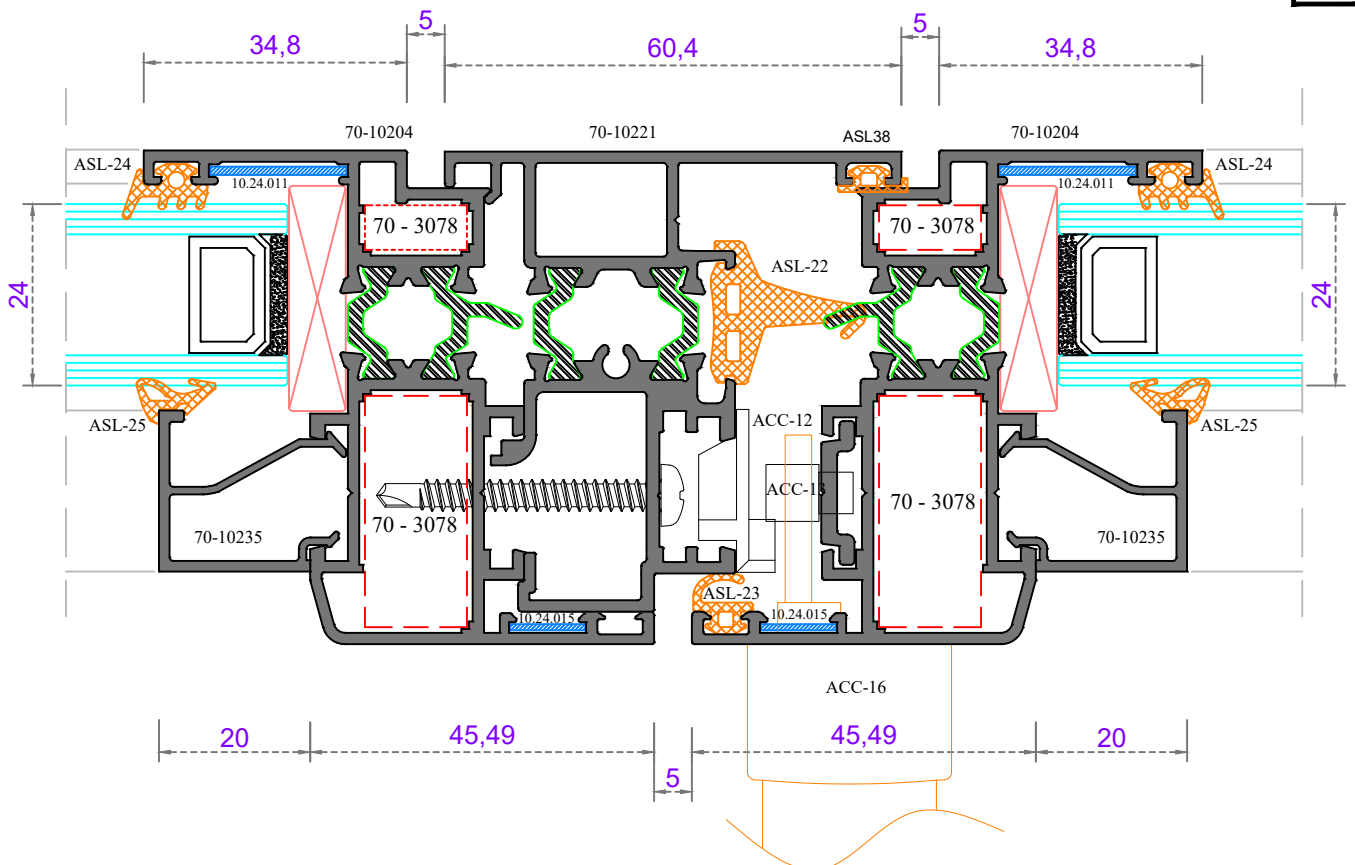 5 5
34,8 60,4 34,8
70-10204 70-10221 ASL38 70-10204
ASL-24 ASL-24
10.24.011 10.24.011
70 - 3078 70 - 3078
ASL-22
24 24
ASL-25 ACC-12 ASL-25
ACC-13
70 - 3078 70 - 3078
70-10235 70-10235
ASL-23
10.24.015 10.24.015
ACC-16
20 45,49 45,49 20
5